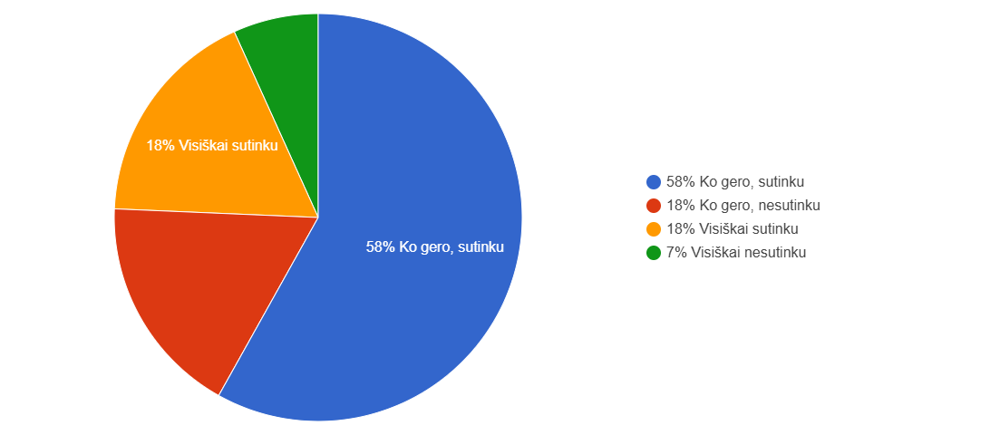 18% Visiškai sutinku
58% Ko gero, sutinku
58% Ko gero, sutinku
18% Ko gero, nesutinku
18% Visiškai sutinku
7% Visiškai nesutinku